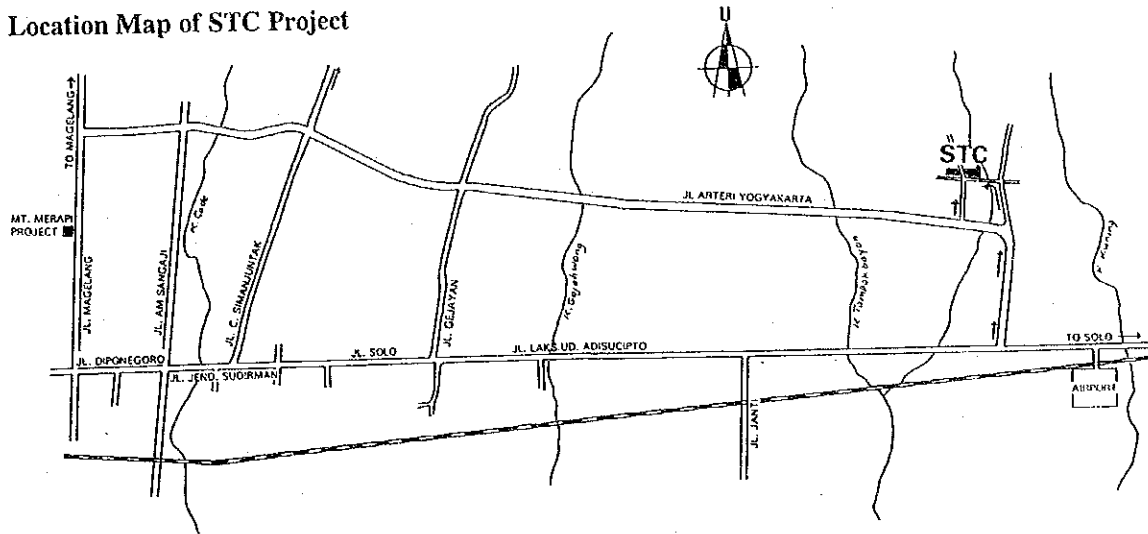 Location Map of STC Project
U
TO MAGELANG
STC
JL ARTERI YOGYAKARTA
MT. MERAPI
PROJECT
JL. MAGELANG
JL. AM SANGAJI
K. Code
JL. C. SIMANJUNTAK
JL. GEJAYAN
K. Gajahwong
K Tambakbayan
K Kuning
JL. DIPONEGORO
JL. JEND. SUDIRMAN
JL. SOLO
JL. LAKS UD. ADISUCIPTO
TO SOLO
JL. JANTI
AIRPORT